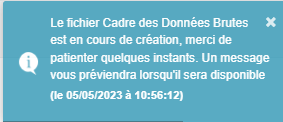 Le fichier Cadre des Données Brutes
est en cours de création, merci de
patienter quelques instants. Un message
vous préviendra lorsqu'il sera disponible
(le 05/05/2023 à 10:56:12)